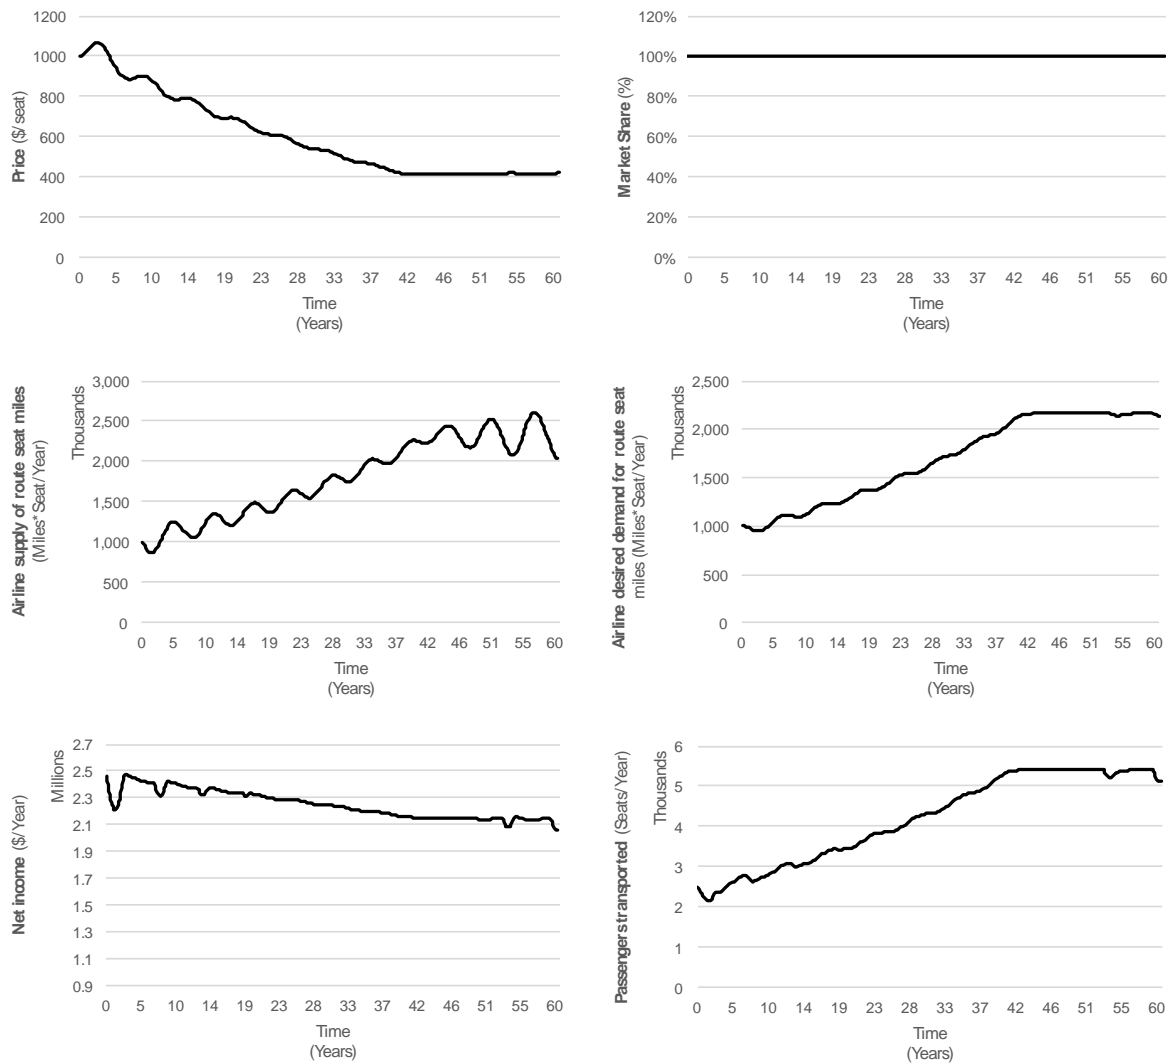 Price ($/seat)
1200
1000
800
600
400
200
0
0 5 10 14 19 23 28 33 37 42 46 51 55 60
Time
(Years)
Market Share (%)
120%
100%
80%
60%
40%
20%
0%
0 5 10 14 19 23 28 33 37 42 46 51 55 60
Time
(Years)
Airline supply of route seat miles
(Miles*Seat/Year)
Thousands
3,000
2,500
2,000
1,500
1,000
500
0
0 5 10 14 19 23 28 33 37 42 46 51 55 60
Time
(Years)
Airline desired demand for route seat
miles (Miles*Seat/Year)
Thousands
2,500
2,000
1,500
1,000
500
0
0 5 10 14 19 23 28 33 37 42 46 51 55 60
Time
(Years)
Net income ($/Year)
Millions
2.7
2.5
2.3
2.1
1.9
1.7
1.5
1.3
1.1
0.9
0 5 10 14 19 23 28 33 37 42 46 51 55 60
Time
(Years)
Passengers transported (Seats/Year)
Thousands
6
5
4
3
2
1
0
0 5 10 14 19 23 28 33 37 42 46 51 55 60
Time
(Years)